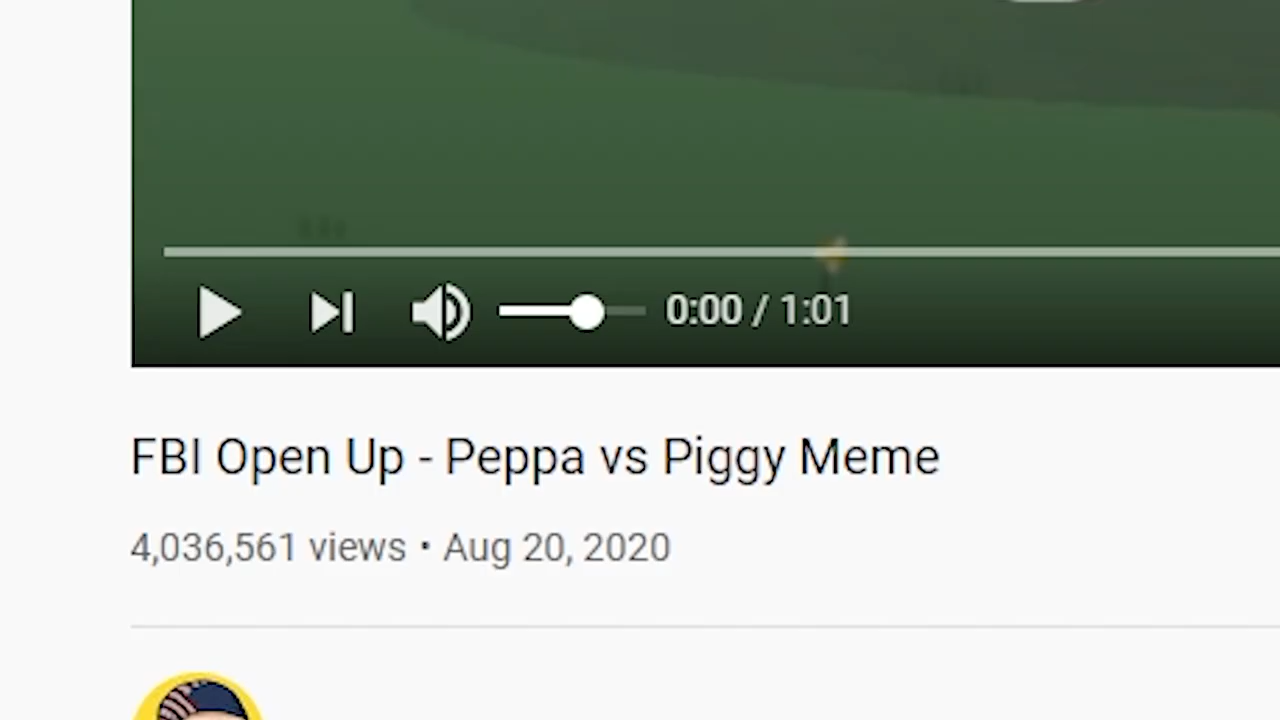 0:00 / 1:01
FBI Open Up - Peppa vs Piggy Meme
4,036,561 views • Aug 20, 2020